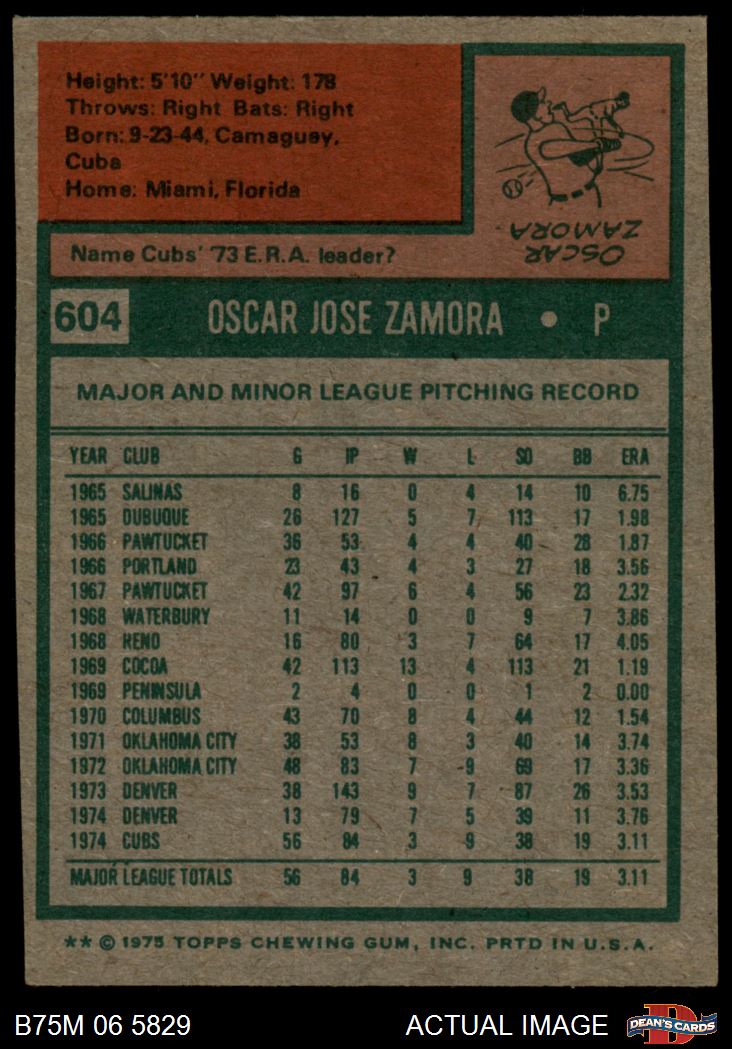 Height: 5'10" Weight: 178
Throws: Right Bats: Right
Born: 9-23-44, Camaguey,
Cuba
Home: Miami, Florida
OSCAR
ZAMORA
Name Cubs' '73 E.R.A. leader?
604 OSCAR JOSE ZAMORA • P
MAJOR AND MINOR LEAGUE PITCHING RECORD
YEAR CLUB G IP W L SO BB ERA
1965 SALINAS 8 16 0 4 14 10 6.75
1965 DUBUQUE 26 127 5 7 113 17 1.98
1966 PAWTUCKET 36 53 4 4 40 28 1.87
1966 PORTLAND 23 43 4 3 27 18 3.56
1967 PAWTUCKET 42 97 6 4 56 23 2.32
1968 WATERBURY 11 14 0 0 9 7 3.86
1968 RENO 16 80 3 7 64 17 4.05
1969 COCOA 42 113 13 4 113 21 1.19
1969 PENINSULA 2 4 0 0 1 2 0.00
1970 COLUMBUS 43 70 8 4 44 12 1.54
1971 OKLAHOMA CITY 38 53 8 3 40 14 3.74
1972 OKLAHOMA CITY 48 83 7 9 69 17 3.36
1973 DENVER 38 143 9 7 87 26 3.53
1974 DENVER 13 79 7 5 39 11 3.76
1974 CUBS 56 84 3 9 38 19 3.11
MAJOR LEAGUE TOTALS 56 84 3 9 38 19 3.11
** © 1975 TOPPS CHEWING GUM, INC. PRTD IN U.S.A.
B75M 06 5829 ACTUAL IMAGE DEAN'S CARDS